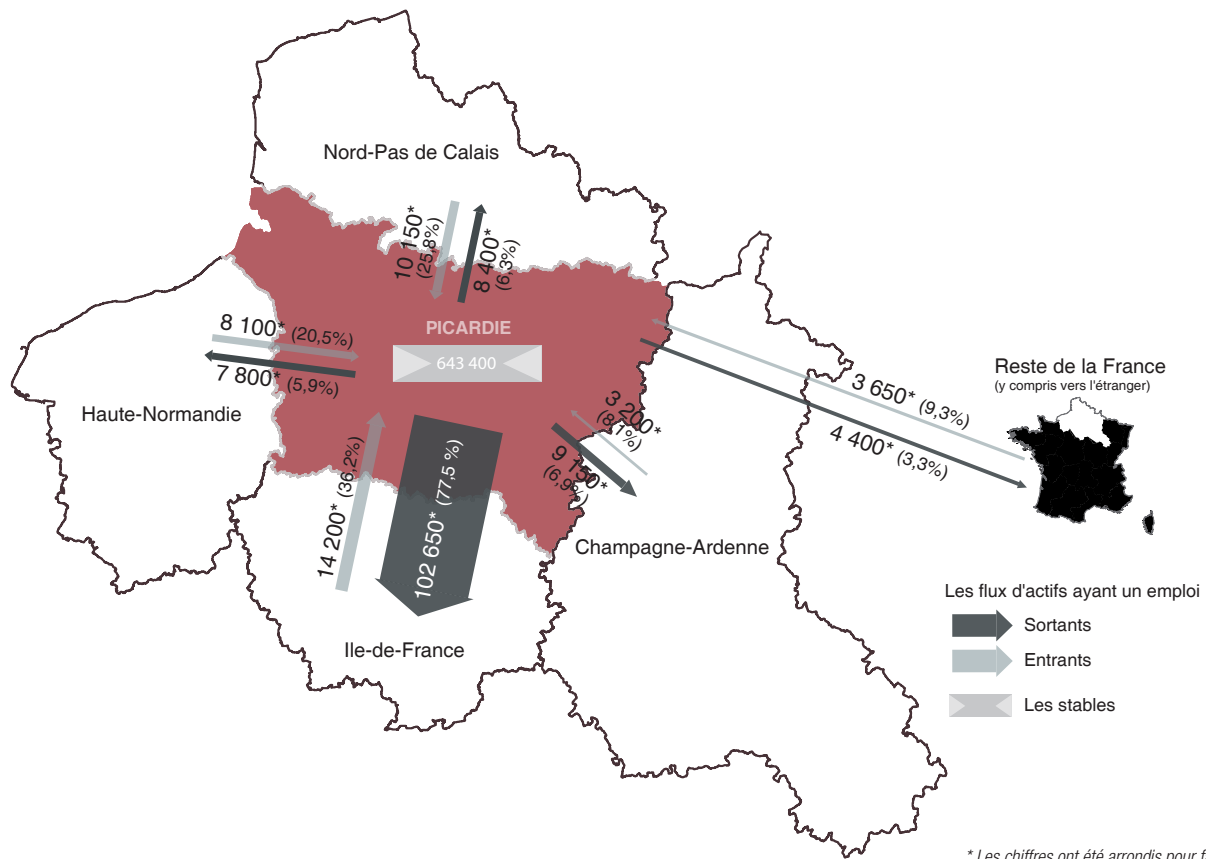 Nord-Pas de Calais
10 150*
(25,8%)
8 400*
(6,3%)
PICARDIE
643 400
8 100* (20,5%)
7 800* (5,9%)
Haute-Normandie
3 650* (9,3%)
4 400* (3,3%)
Reste de la France
(y compris vers l'étranger)
3 200*
(8,1%)
9 150*
(6,9%)
14 200* (36,2%)
102 650* (77,5 %)
Champagne-Ardenne
Ile-de-France
Les flux d'actifs ayant un emploi
Sortants
Entrants
Les stables
* Les chiffres ont été arrondis pour f